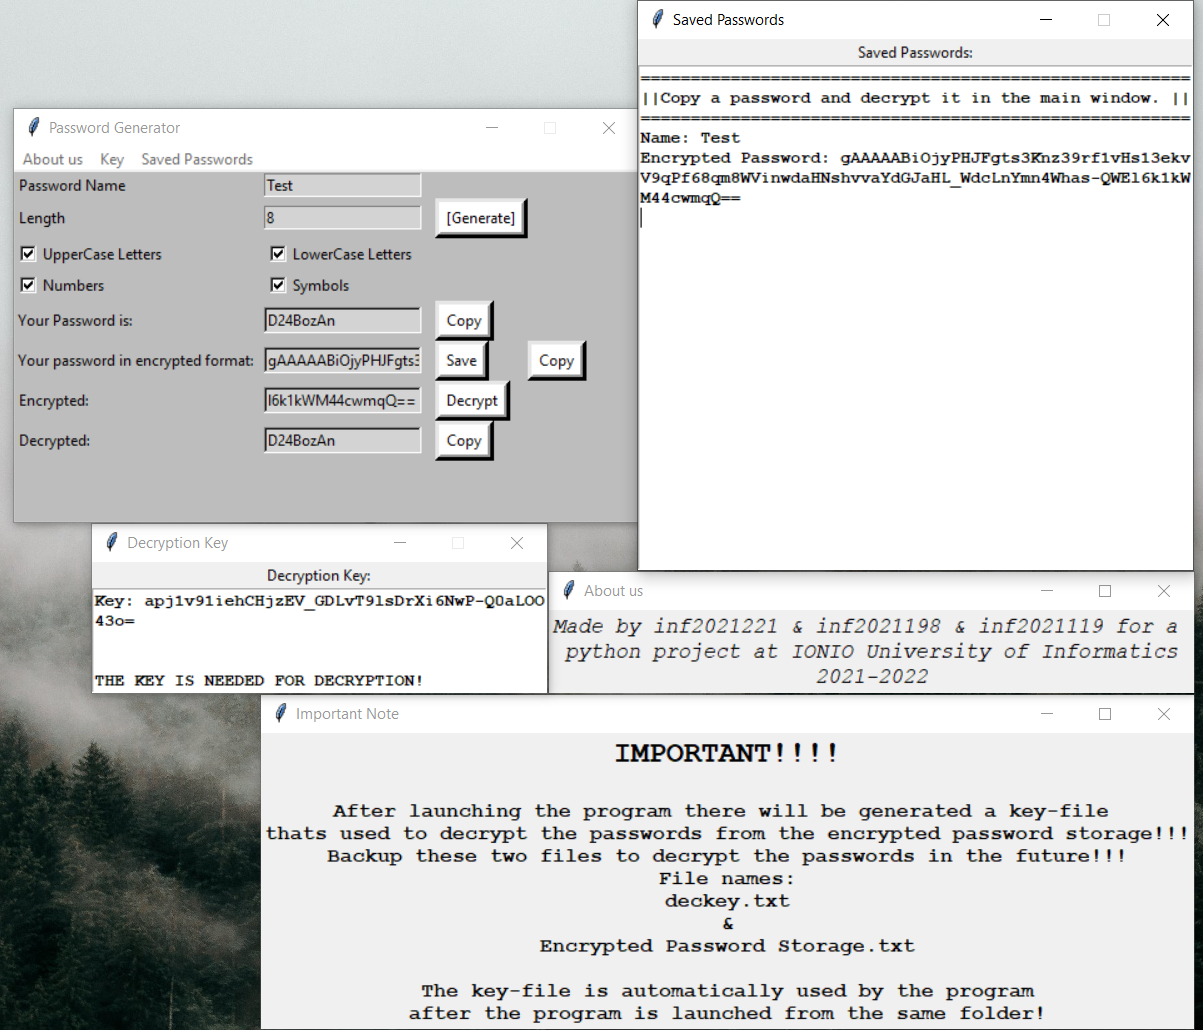 Saved Passwords
Saved Passwords:
=======================================================
||Copy a password and decrypt it in the main window. ||
=======================================================
Name: Test
Encrypted Password: gAAAAABiOjyPHJFgts3Knz39rf1vHs13ekv
V9qPf68qm8WVinwdaHNshvvaYdGJaHL_WdcLnYmn4Whas-QWEl6k1kW
M44cwmqQ==
Password Generator
About us Key Saved Passwords
Password Name Test
Length 8 [Generate]
UpperCase Letters LowerCase Letters
Numbers Symbols
Your Password is: D24BozAn Copy
Your password in encrypted format: gAAAAABiOjyPHJFgts3 Save Copy
Encrypted: l6k1kWM44cwmqQ== Decrypt
Decrypted: D24BozAn Copy
Decryption Key
Decryption Key:
Key: apj1v91iehCHjzEV_GDLvT9lsDrXi6NwP-Q0aLOO
43o=
THE KEY IS NEEDED FOR DECRYPTION!
About us
Made by inf2021221 & inf2021198 & inf2021119 for a
python project at IONIO University of Informatics
2021-2022
Important Note
IMPORTANT!!!!
After launching the program there will be generated a key-file
thats used to decrypt the passwords from the encrypted password storage!!!
Backup these two files to decrypt the passwords in the future!!!
File names:
deckey.txt
&
Encrypted Password Storage.txt
The key-file is automatically used by the program
after the program is launched from the same folder!